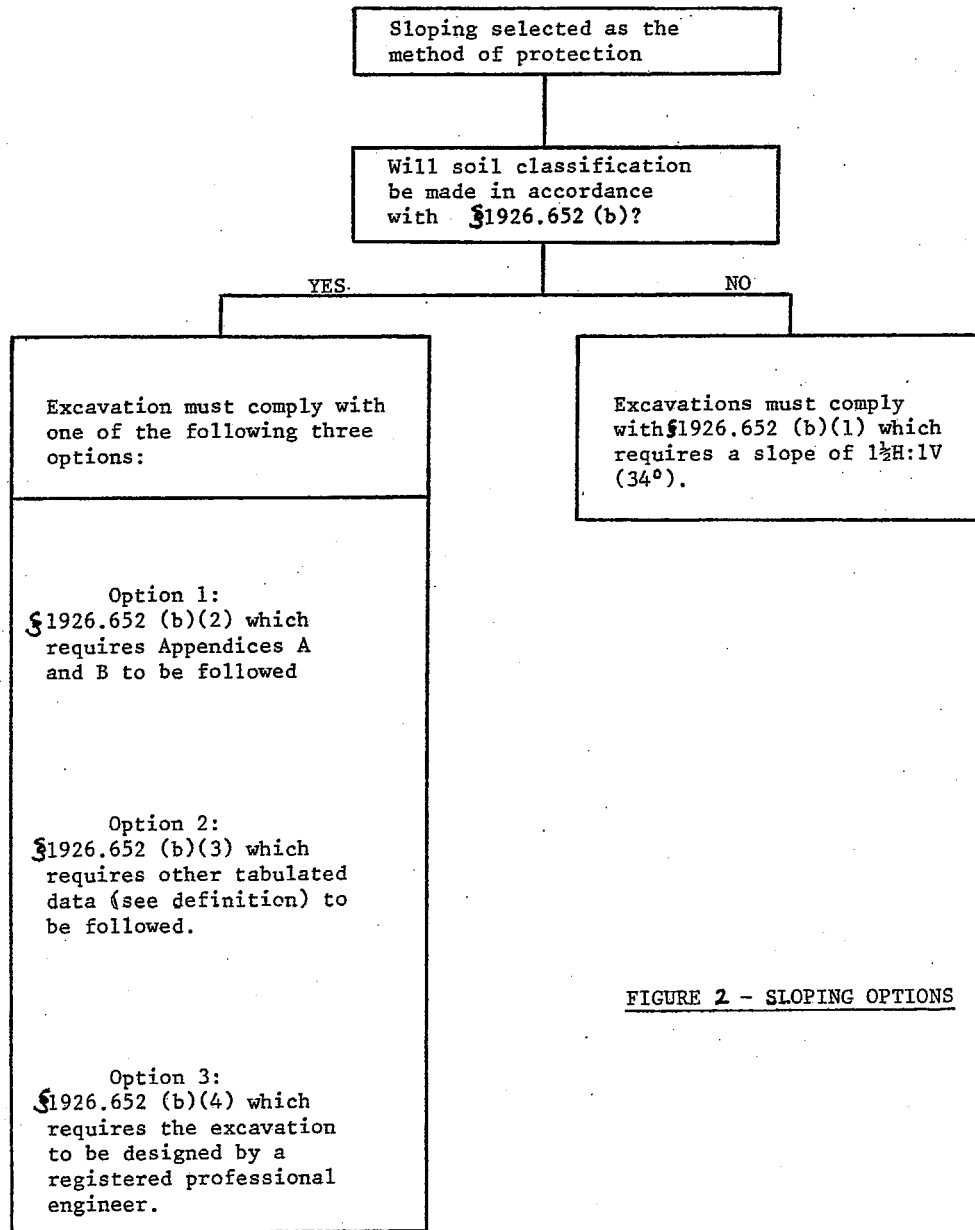 Sloping selected as the
method of protection
Will soil classification
be made in accordance
with §1926.652 (b)?
YES
NO
Excavation must comply with
one of the following three
options:
Excavations must comply
with §1926.652 (b)(1) which
requires a slope of 1½H:1V
(34°).
Option 1:
§1926.652 (b)(2) which
requires Appendices A
and B to be followed
Option 2:
§1926.652 (b)(3) which
requires other tabulated
data (see definition) to
be followed.
FIGURE 2 - SLOPING OPTIONS
Option 3:
§1926.652 (b)(4) which
requires the excavation
to be designed by a
registered professional
engineer.